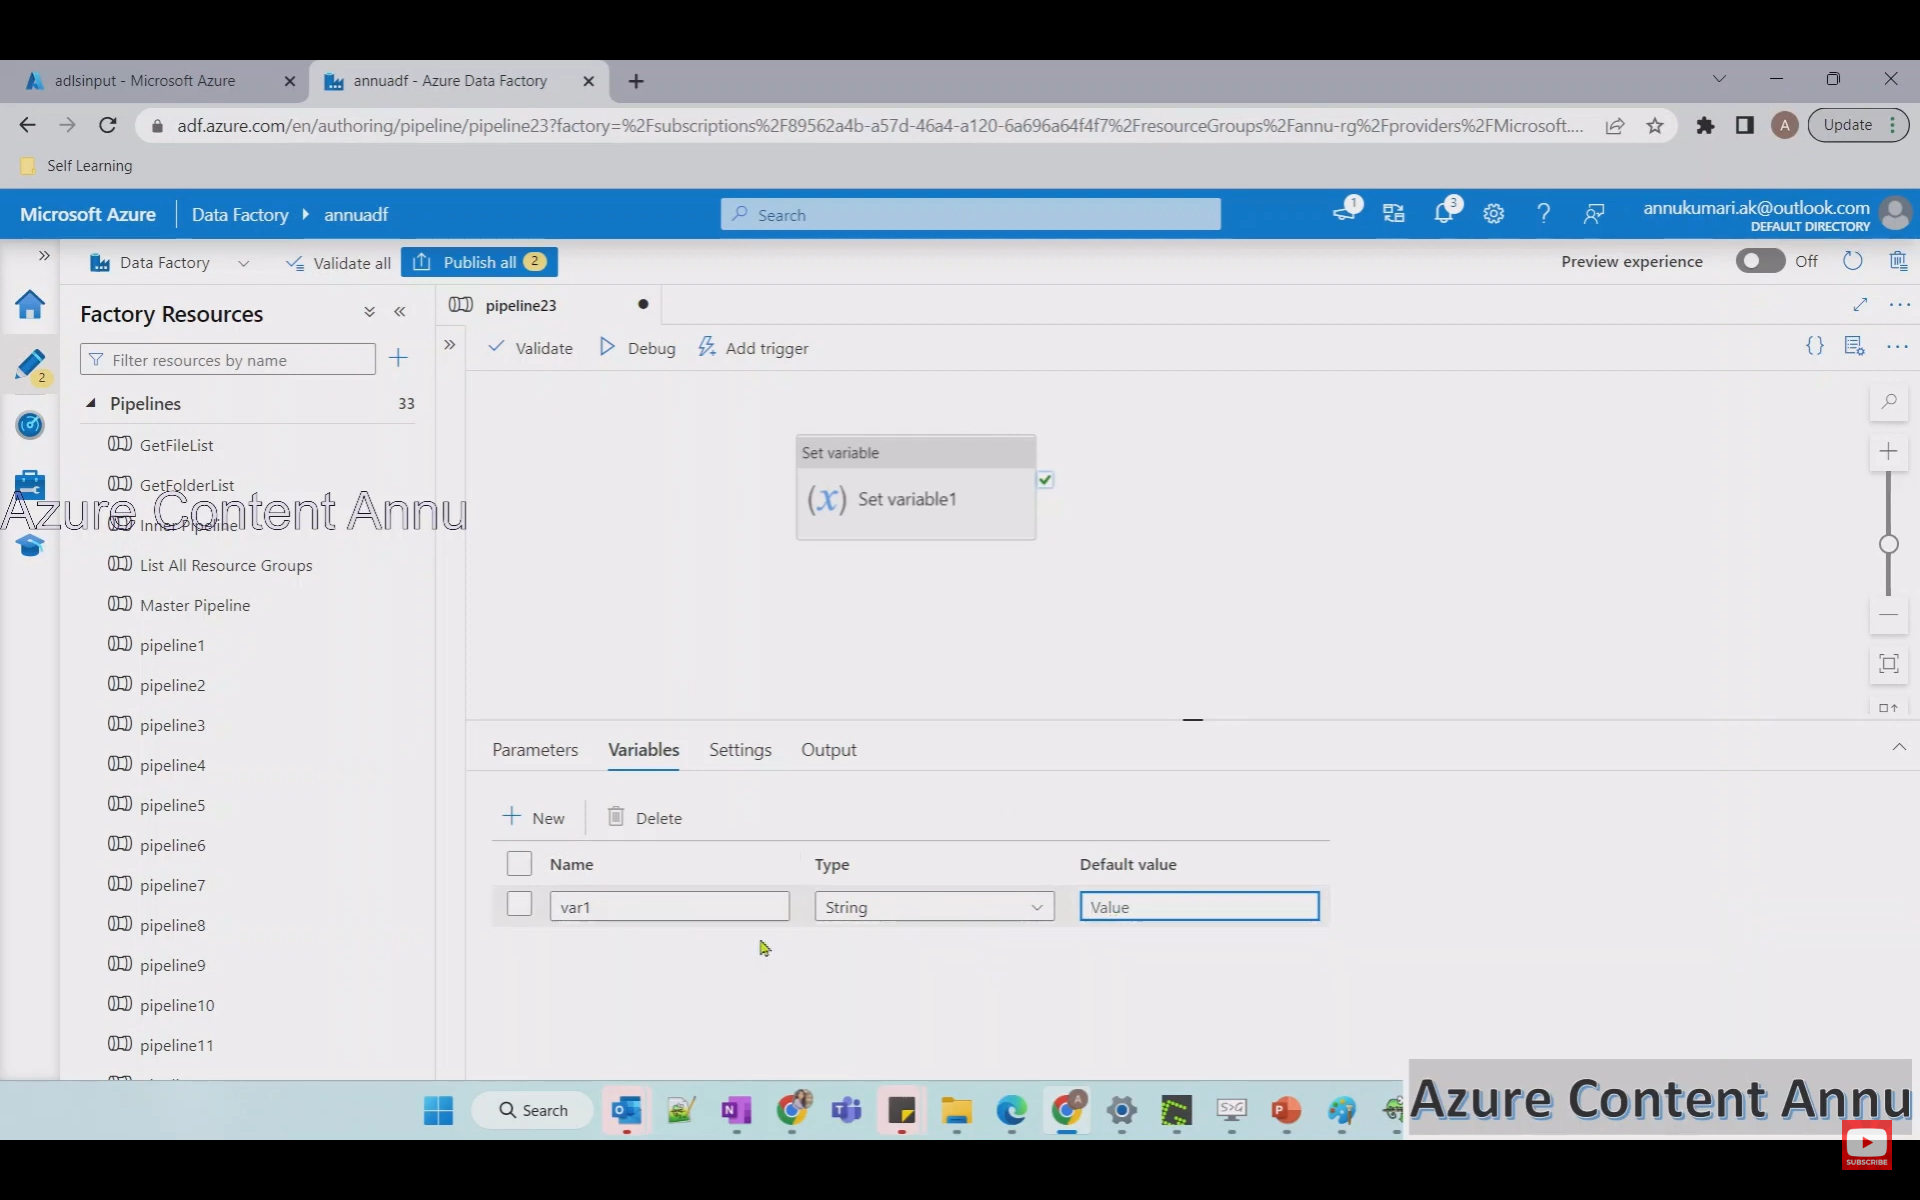 adlsinput - Microsoft Azure
annuadf - Azure Data Factory
adf.azure.com/en/authoring/pipeline/pipeline23?factory=%2Fsubscriptions%2F89562a4b-a57d-46a4-a120-6a696a64f4f7%2FresourceGroups%2Fannu-rg%2Fproviders%2FMicrosoft....
A
Update
Self Learning
Microsoft Azure
Data Factory
annuadf
Search
1
3
annukumari.ak@outlook.com
DEFAULT DIRECTORY
Data Factory
Validate all
Publish all
2
Preview experience
Off
Factory Resources
pipeline23
Validate
Debug
Add trigger
2
Filter resources by name
Pipelines
33
GetFileList
GetFolderList
Azure Content Annu
Inner Pipeline
List All Resource Groups
Master Pipeline
pipeline1
pipeline2
pipeline3
pipeline4
pipeline5
pipeline6
pipeline7
pipeline8
pipeline9
pipeline10
pipeline11
Set variable
(x) Set variable1
Parameters
Variables
Settings
Output
New
Delete
Name
Type
Default value
var1
String
Value
Search
Azure Content Annu
SUBSCRIBE